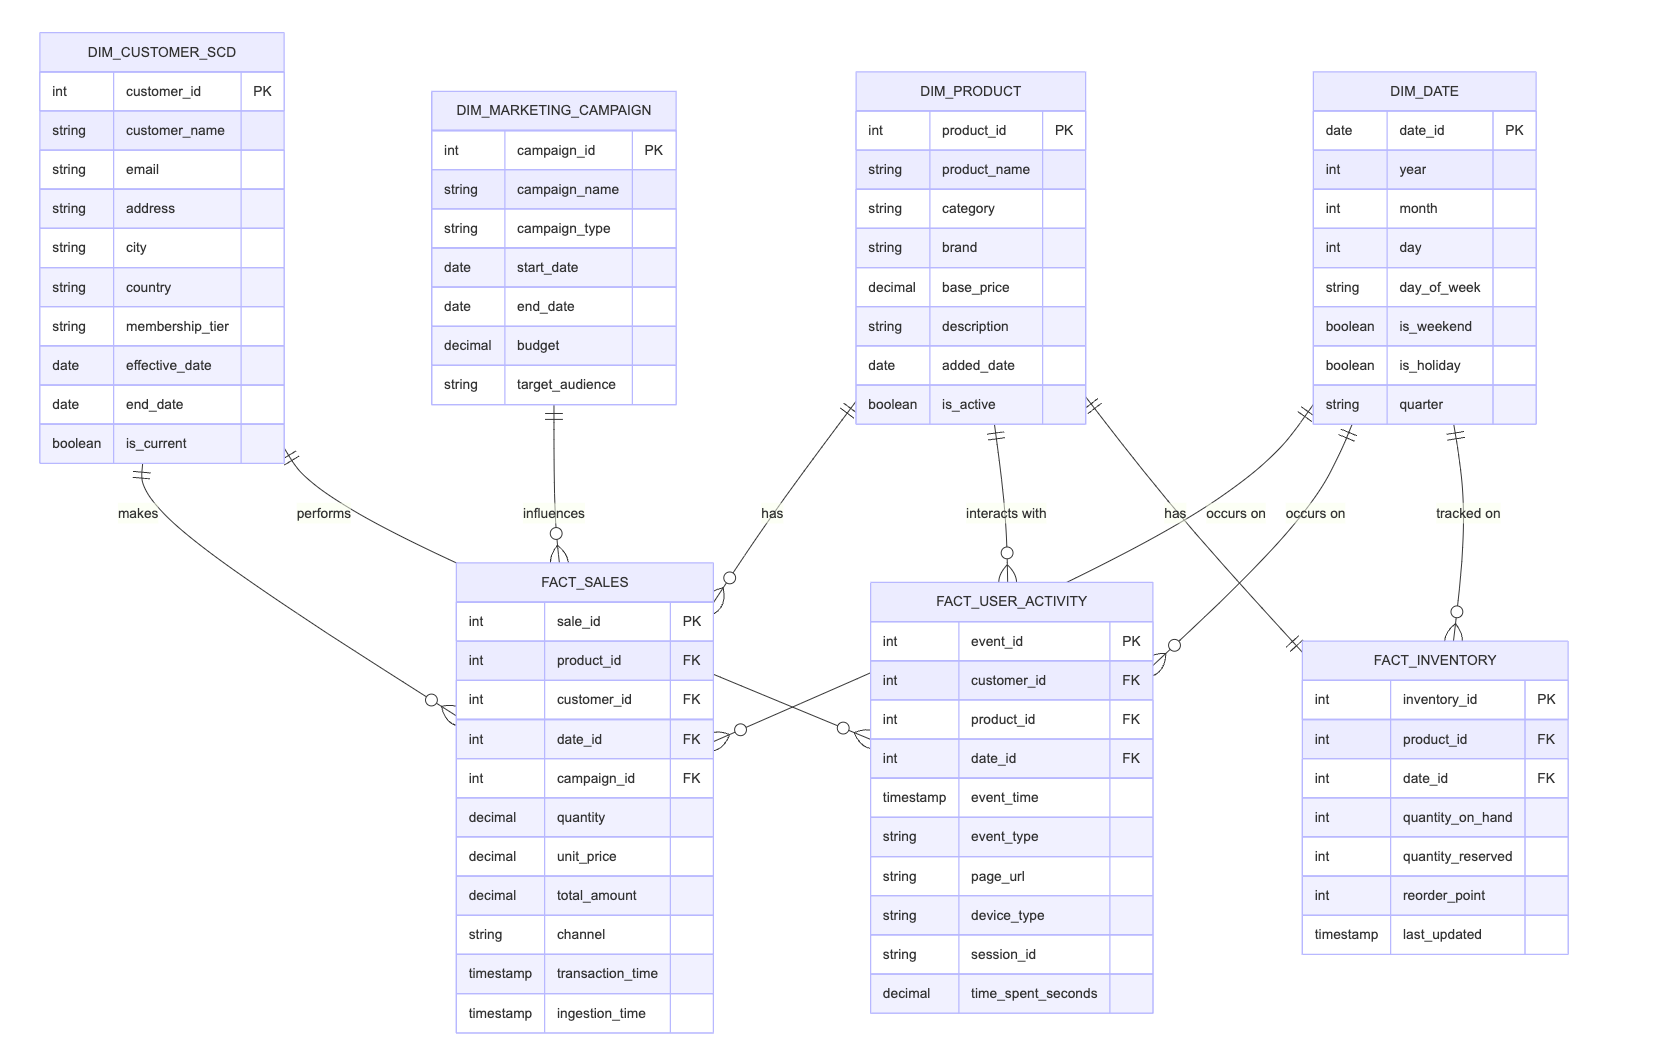 DIM_CUSTOMER_SCD
int customer_id PK
string customer_name
string email
string address
string city
string country
string membership_tier
date effective_date
date end_date
boolean is_current
DIM_MARKETING_CAMPAIGN
int campaign_id PK
string campaign_name
string campaign_type
date start_date
date end_date
decimal budget
string target_audience
DIM_PRODUCT
int product_id PK
string product_name
string category
string brand
decimal base_price
string description
date added_date
boolean is_active
DIM_DATE
date date_id PK
int year
int month
int day
string day_of_week
boolean is_weekend
boolean is_holiday
string quarter
makes
performs
influences
has
interacts with
has
occurs on
occurs on
tracked on
FACT_SALES
int sale_id PK
int product_id FK
int customer_id FK
int date_id FK
int campaign_id FK
decimal quantity
decimal unit_price
decimal total_amount
string channel
timestamp transaction_time
timestamp ingestion_time
FACT_USER_ACTIVITY
int event_id PK
int customer_id FK
int product_id FK
int date_id FK
timestamp event_time
string event_type
string page_url
string device_type
string session_id
decimal time_spent_seconds
FACT_INVENTORY
int inventory_id PK
int product_id FK
int date_id FK
int quantity_on_hand
int quantity_reserved
int reorder_point
timestamp last_updated